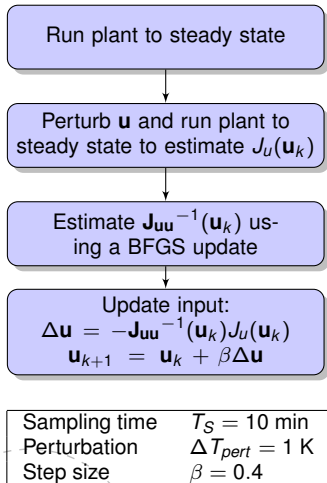 Run plant to steady state
Perturb u and run plant to
steady state to estimate J_u(u_k)
Estimate J_uu^{-1}(u_k) us-
ing a BFGS update
Update input:
Δu = −J_uu^{-1}(u_k)J_u(u_k)
u_{k+1} = u_k + βΔu
Sampling time T_S = 10 min
Perturbation ΔT_pert = 1 K
Step size β = 0.4